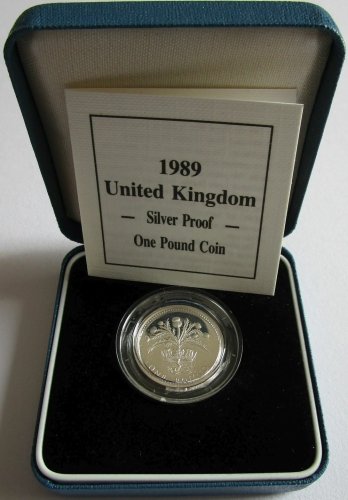 1989
United Kingdom
— Silver Proof —
One Pound Coin